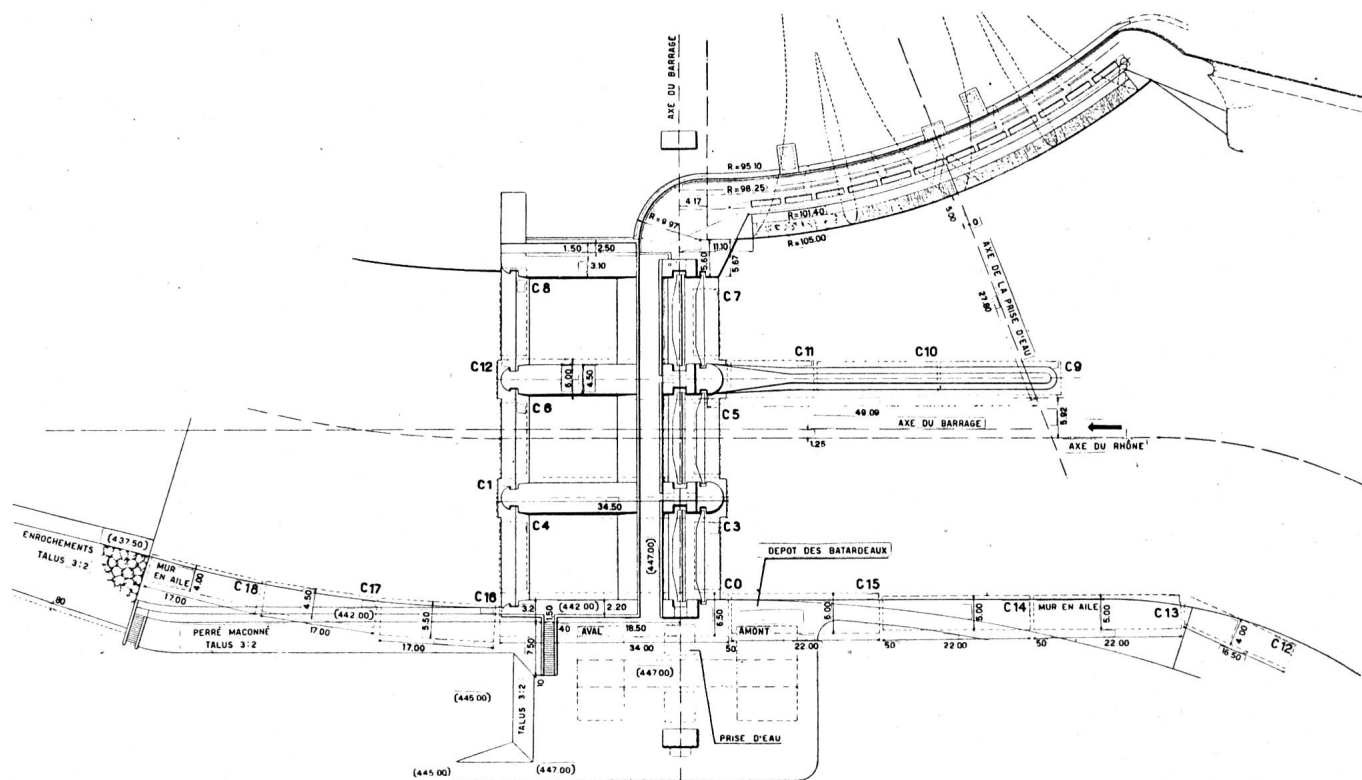 AXE DU BARRAGE
R=95.10
R=98.25
4.17
R=9.97
R=101.40
R=105.00
1.50
2.50
3.10
11.10
5.60
5.67
5.00
AXE DE LA PRISE D'EAU
27.80
C8
C7
C12
6.00
4.50
C11
C10
C9
C6
C5
49.09
5.92
AXE DU BARRAGE
1.25
AXE DU RHÔNE
C1
34.50
C4
C3
(447.00)
ENROCHEMENTS
TALUS 3:2
(437.50)
MUR
EN AILE
4.00
17.00
C18
4.50
C17
(442.00)
5.50
C16
3.2
1.50
(442.00)
2.20
C0
6.50
DEPOT DES BATARDEAUX
C15
6.00
5.00
C14
MUR EN AILE
5.00
C13
4.00
C12
16.50
.80
PERRÉ MACONNÉ
TALUS 3:2
17.00
17.00
7.50
40
AVAL
18.50
AMONT
34.00
50
22.00
50
22.00
50
22.00
(447.00)
10
(445.00)
TALUS 3:2
PRISE D'EAU
(445.00)
(447.00)